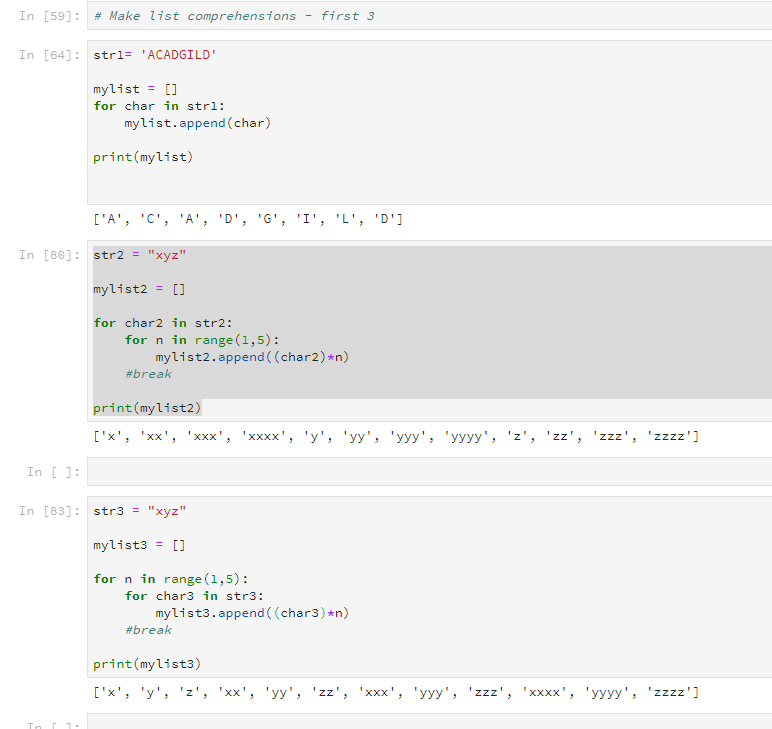 In [59]: # Make list comprehensions - first 3
In [64]: str1= 'ACADGILD'
mylist = []
for char in str1:
    mylist.append(char)
print(mylist)
['A', 'C', 'A', 'D', 'G', 'I', 'L', 'D']
In [80]: str2 = "xyz"
mylist2 = []
for char2 in str2:
    for n in range(1,5):
        mylist2.append((char2)*n)
    #break
print(mylist2)
['x', 'xx', 'xxx', 'xxxx', 'y', 'yy', 'yyy', 'yyyy', 'z', 'zz', 'zzz', 'zzzz']
In [ ]:
In [83]: str3 = "xyz"
mylist3 = []
for n in range(1,5):
    for char3 in str3:
        mylist3.append((char3)*n)
    #break
print(mylist3)
['x', 'y', 'z', 'xx', 'yy', 'zz', 'xxx', 'yyy', 'zzz', 'xxxx', 'yyyy', 'zzzz']
In [ ]: